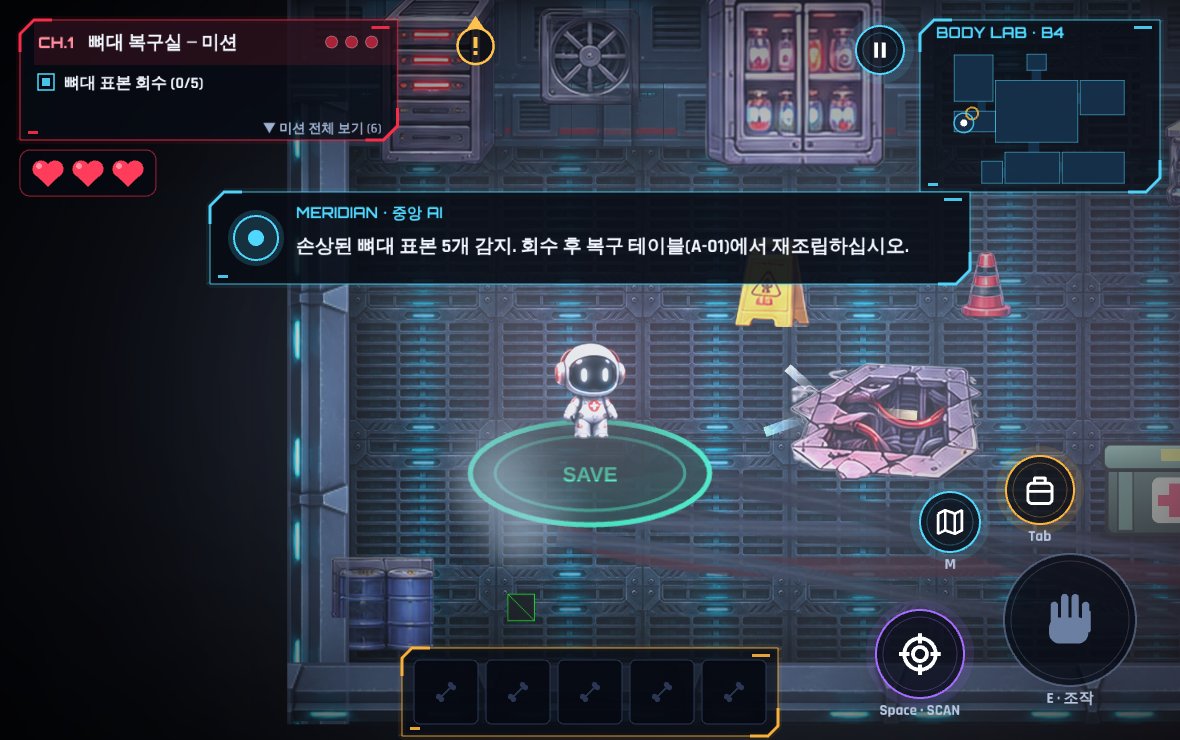 CH.1 뼈대 복구실 – 미션
뼈대 표본 회수 (0/5)
▼ 미션 전체 보기 (6)
BODY LAB · B4
MERIDIAN · 중앙 AI
손상된 뼈대 표본 5개 감지. 회수 후 복구 테이블(A-01)에서 재조립하십시오.
SAVE
Tab
M
E · 조작
Space · SCAN